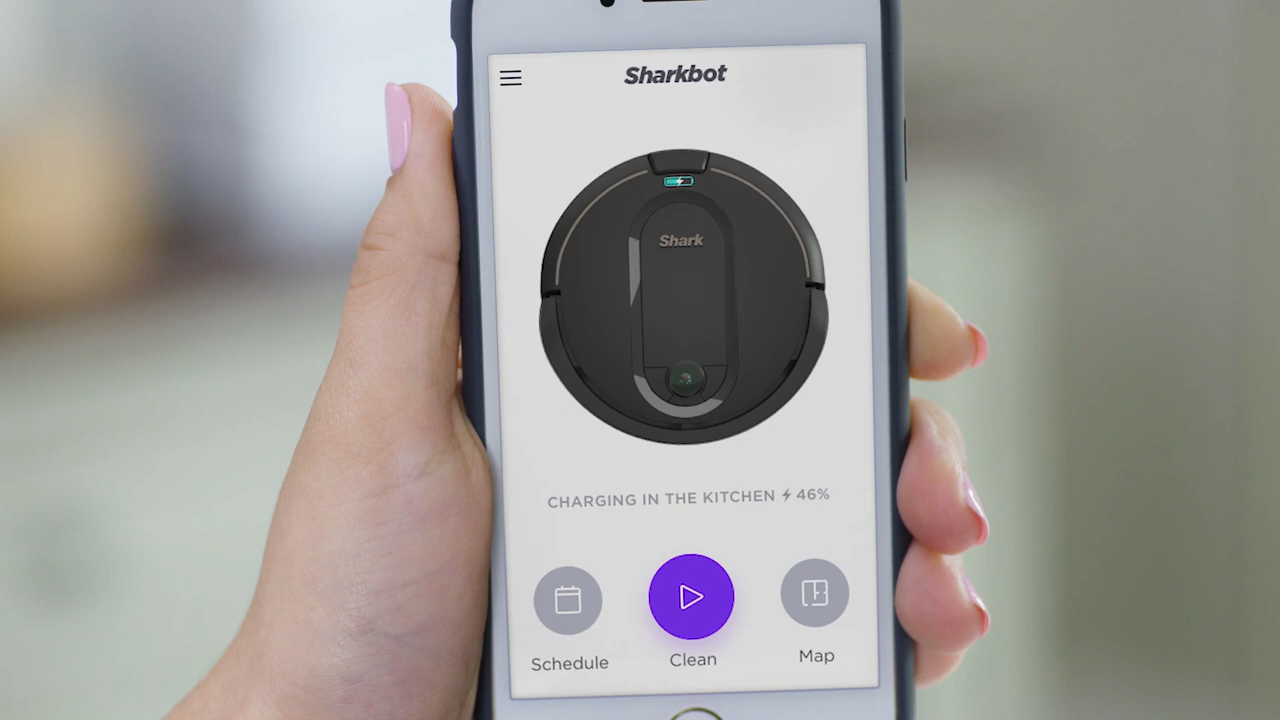 Sharkbot
Shark
CHARGING IN THE KITCHEN 46%
Schedule
Clean
Map